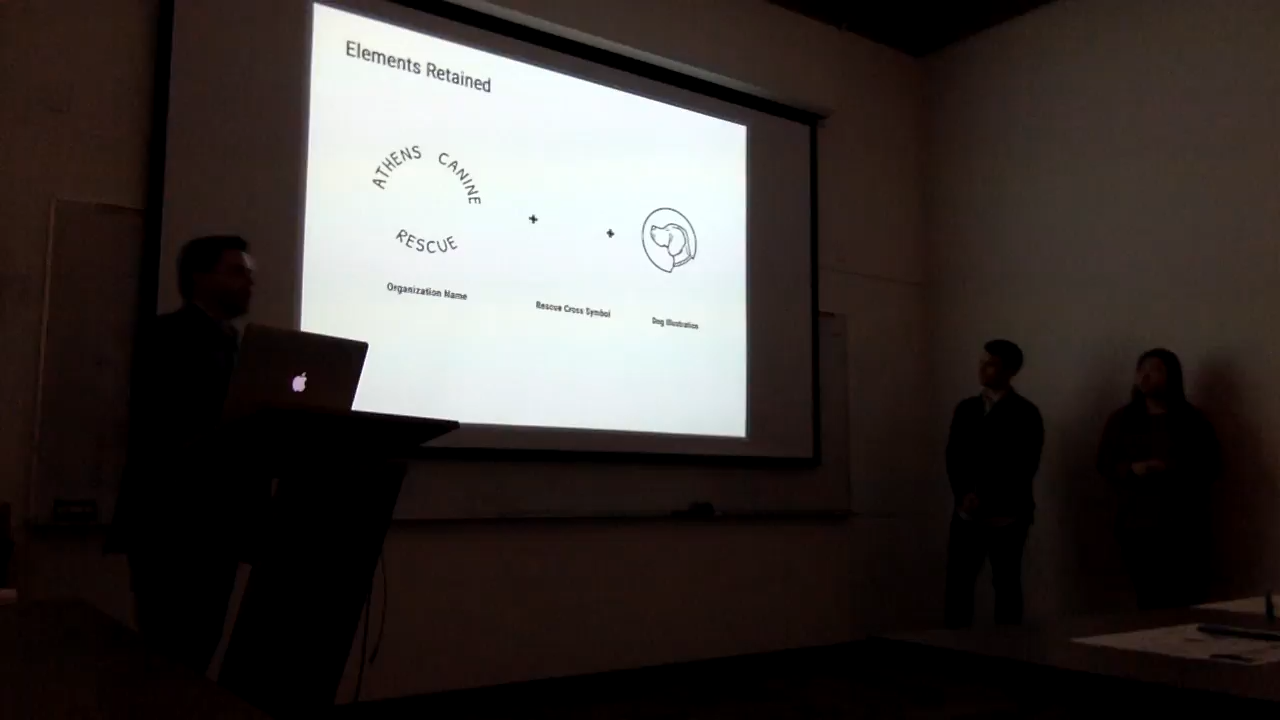 Elements Retained
ATHENS CANINE
RESCUE
+
+
Organization Name
Rescue Cross Symbol
Dog Illustration